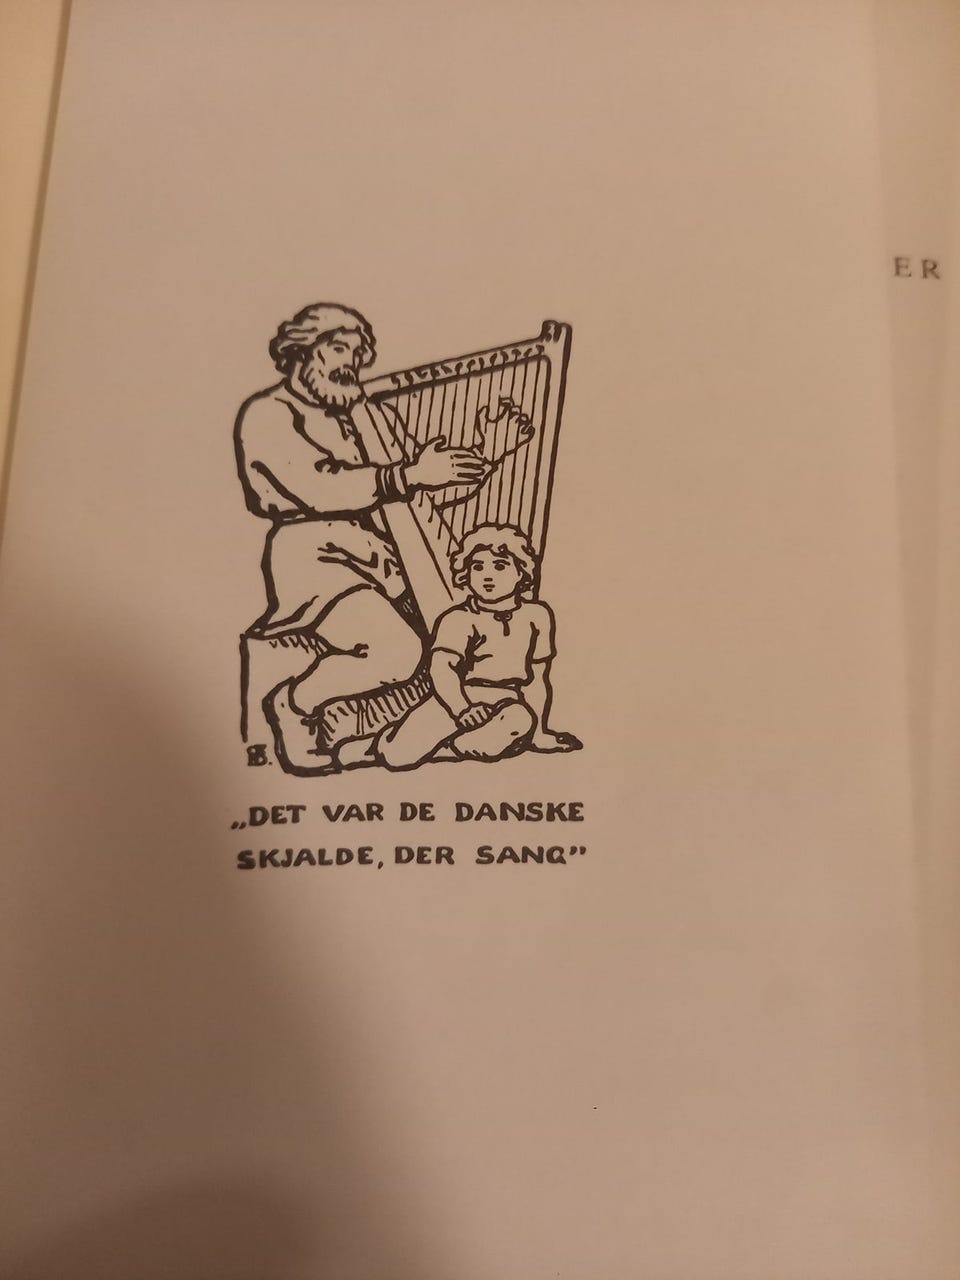 „DET VAR DE DANSKE
SKJALDE, DER SANG”
ER